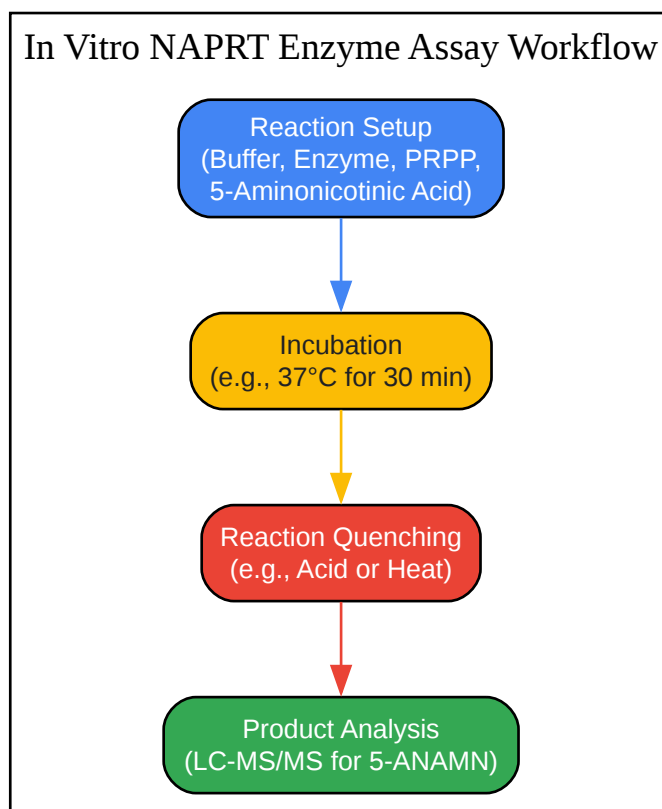 In Vitro NAPRT Enzyme Assay Workflow
Reaction Setup
(Buffer, Enzyme, PRPP,
5-Aminonicotinic Acid)
Incubation
(e.g., 37°C for 30 min)
Reaction Quenching
(e.g., Acid or Heat)
Product Analysis
(LC-MS/MS for 5-ANAMN)